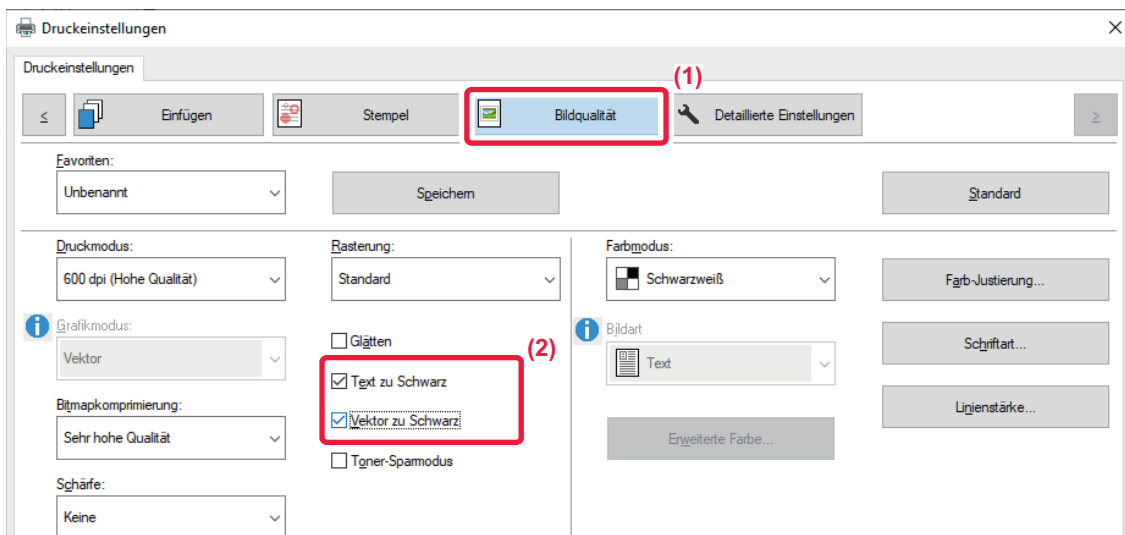 Druckeinstellungen
Druckeinstellungen
(1)
< Einfügen Stempel Bildqualität Detaillierte Einstellungen >
Favoriten:
Unbenannt Speichern Standard
Druckmodus: Rasterung: Farbmodus:
600 dpi (Hohe Qualität) Standard Schwarzweiß Farb-Justierung...
Grafikmodus: Glätten (2) Bildart
Vektor Text Schriftart...
Text zu Schwarz
Bitmapkomprimierung: Vektor zu Schwarz Linienstärke...
Sehr hohe Qualität Erweiterte Farbe...
Toner-Sparmodus
Schärfe:
Keine